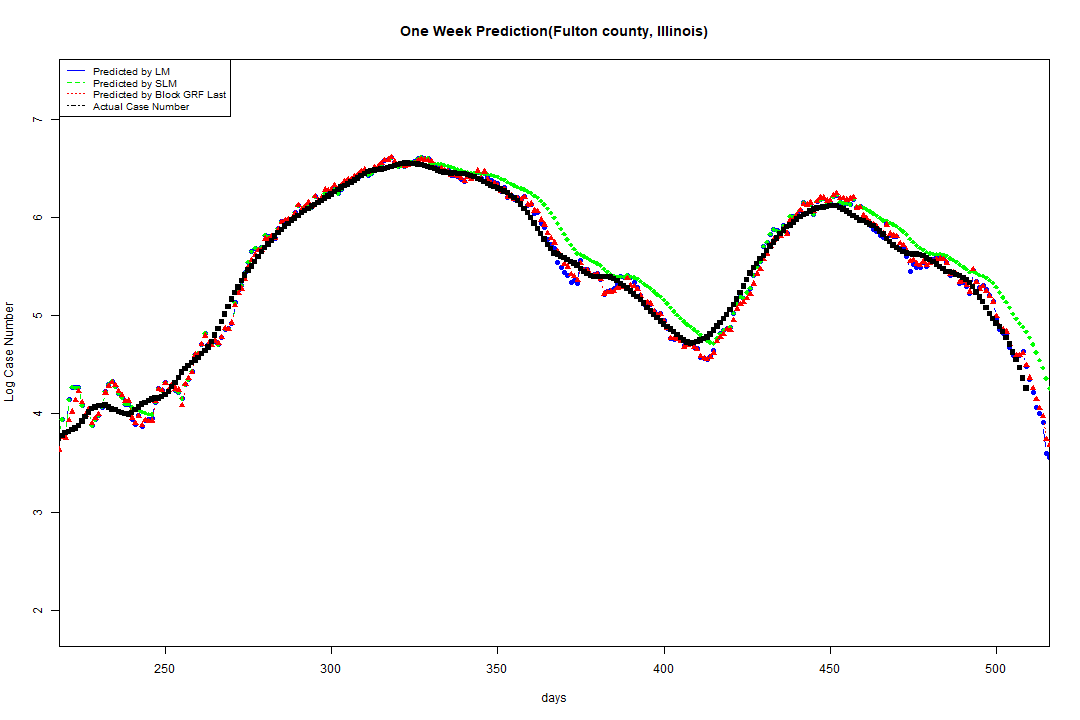 One Week Prediction(Fulton county, Illinois)
Predicted by LM
Predicted by SLM
Predicted by Block GRF Last
Actual Case Number
Log Case Number
7
6
5
4
3
2
250 300 350 400 450 500
days